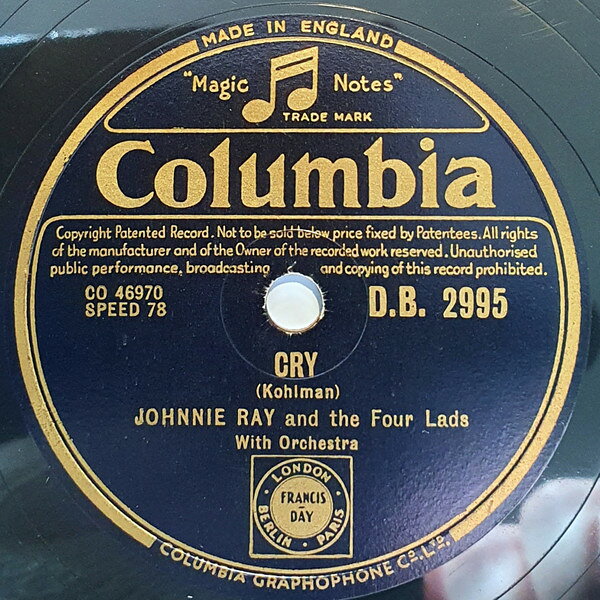 MADE IN ENGLAND
"Magic Notes"
TRADE MARK
Columbia
Copyright Patented Record. Not to be sold below price fixed by Patentees. All rights
of the manufacturer and of the Owner of the recorded work reserved. Unauthorised
public performance, broadcasting and copying of this record prohibited.
CO 46970
SPEED 78
D.B. 2995
CRY
(Kohlman)
JOHNNIE RAY and the Four Lads
With Orchestra
LONDON
FRANCIS
-
DAY
BERLIN · PARIS
COLUMBIA GRAPHOPHONE CO. LTD.